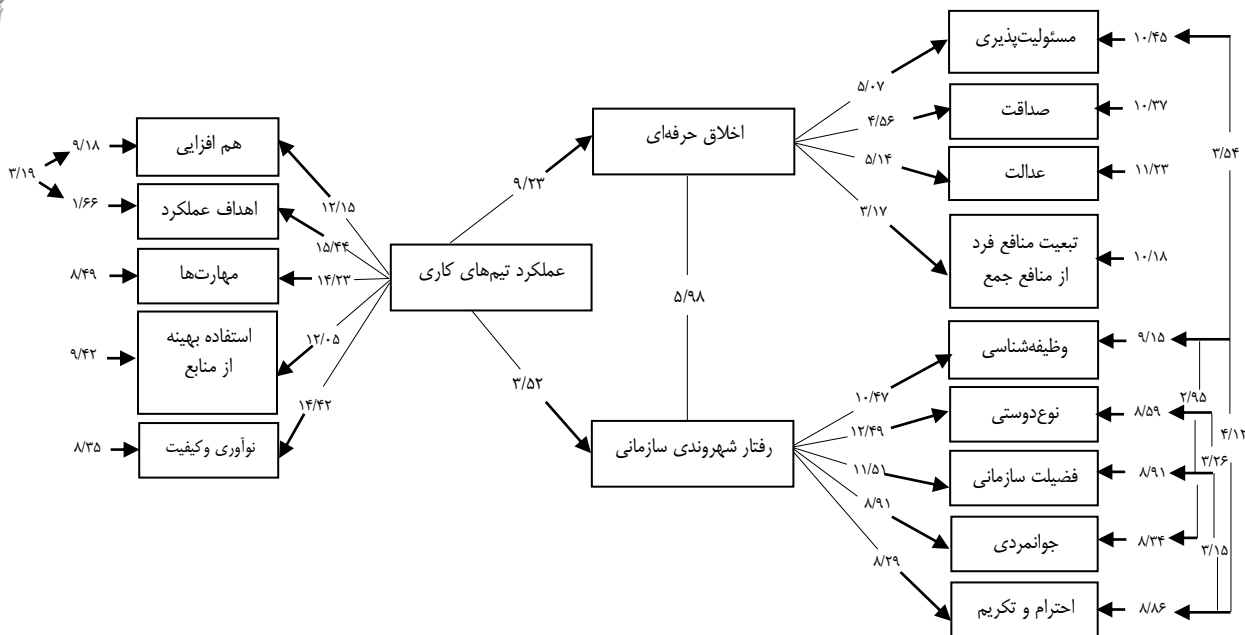 مسئولیت‌پذیری
۱۰/۴۵
۵/۰۷
صداقت
۱۰/۳۷
۴/۵۶
اخلاق حرفه‌ای
هم افزایی
۹/۱۸
۳/۵۴
۵/۱۴
عدالت
۱۱/۲۳
۳/۱۹
۹/۲۳
۱/۶۶
اهداف عملکرد
۱۲/۱۵
۳/۱۷
تبعیت منافع فرد
از منافع جمع
۱۰/۱۸
۱۵/۴۴
عملکرد تیم‌های کاری
۸/۴۹
مهارت‌ها
۱۴/۲۳
۵/۹۸
۹/۴۲
استفاده بهینه
از منابع
۱۲/۰۵
وظیفه‌شناسی
۹/۱۵
۳/۵۲
۱۰/۴۷
۲/۹۵
۱۴/۴۲
نوع‌دوستی
۸/۵۹
۱۲/۴۹
۴/۱۲
۸/۳۵
نوآوری وکیفیت
رفتار شهروندی سازمانی
۳/۲۶
۱۱/۵۱
فضیلت سازمانی
۸/۹۱
۸/۹۱
جوانمردی
۸/۳۴
۳/۱۵
۸/۲۹
احترام و تکریم
۸/۸۶